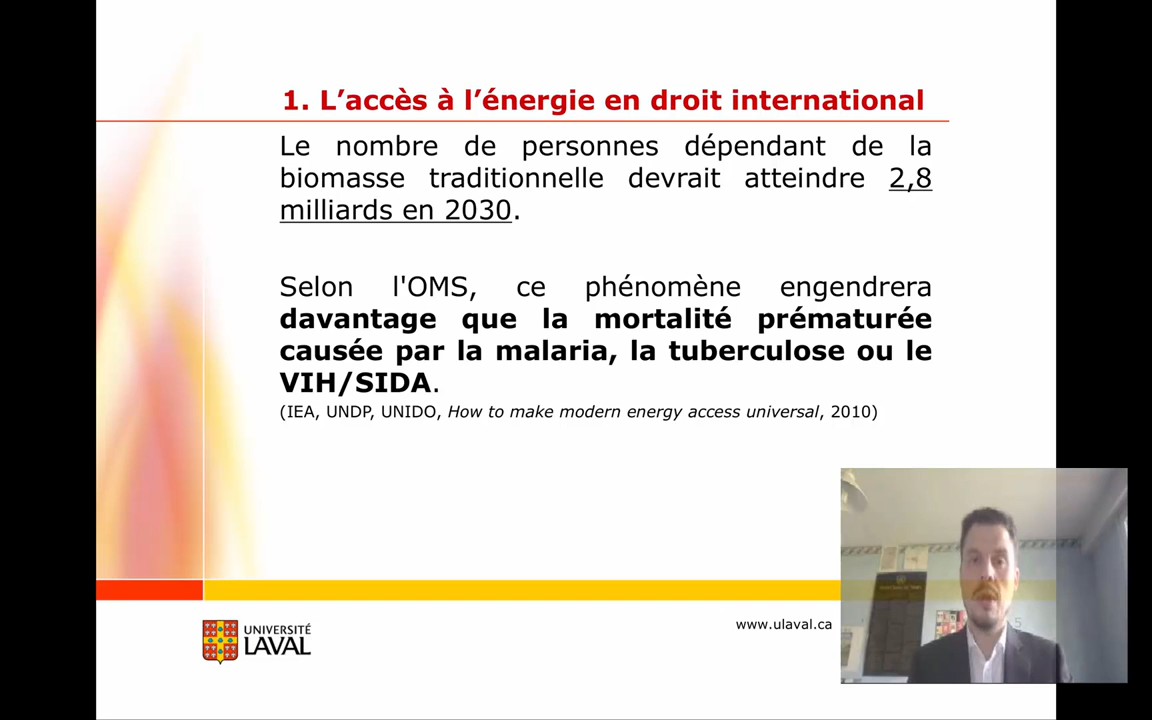 1. L’accès à l’énergie en droit international
Le nombre de personnes dépendant de la
biomasse traditionnelle devrait atteindre 2,8
milliards en 2030.
Selon l'OMS, ce phénomène engendrera
davantage que la mortalité prématurée
causée par la malaria, la tuberculose ou le
VIH/SIDA.
(IEA, UNDP, UNIDO, How to make modern energy access universal, 2010)
UNIVERSITÉ
LAVAL
www.ulaval.ca
5